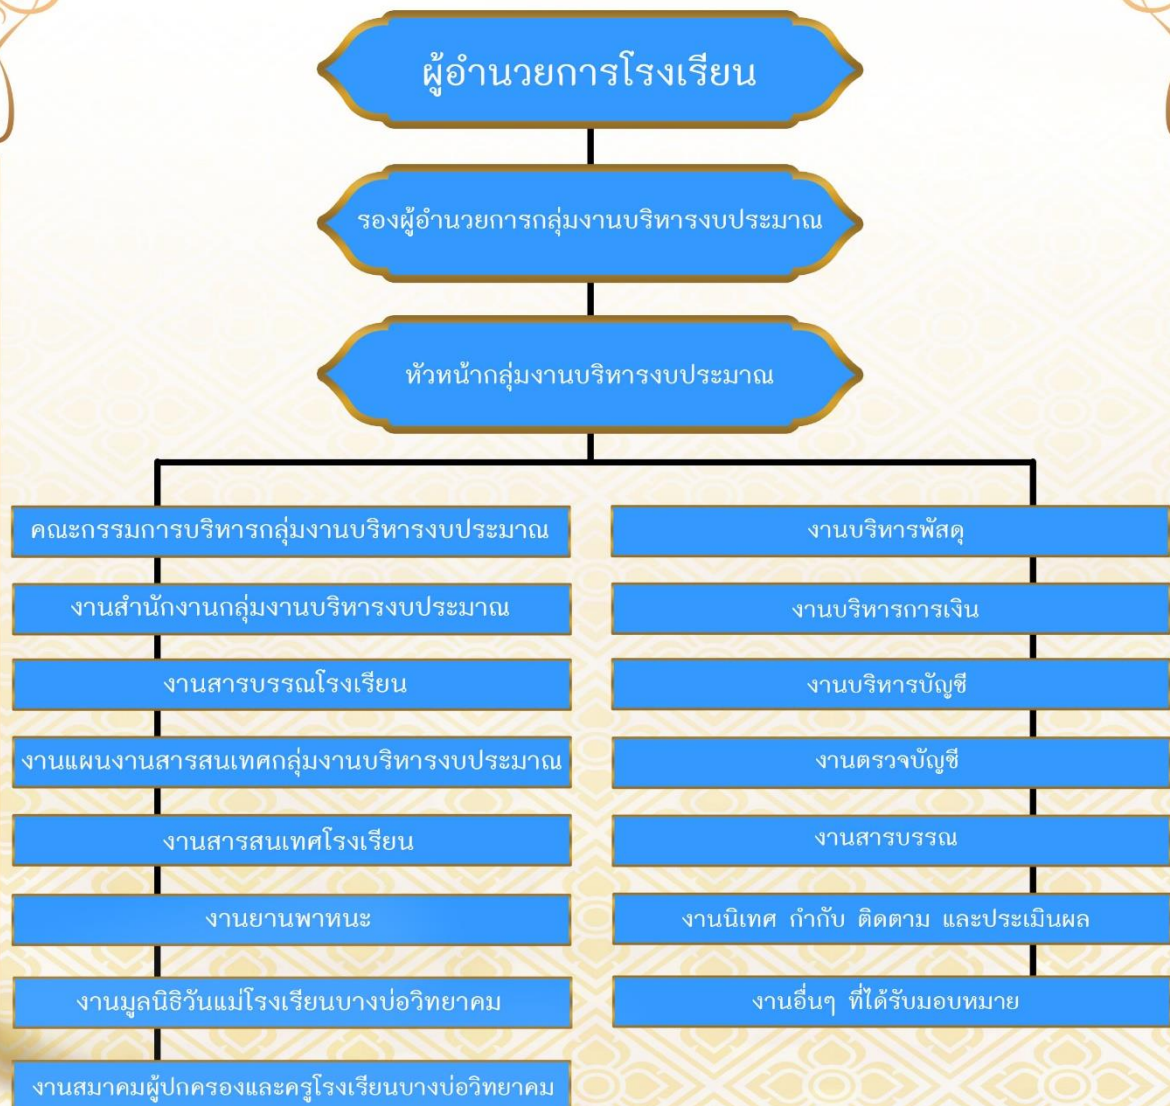 ผู้อำนวยการโรงเรียน
รองผู้อำนวยการกลุ่มงานบริหารงบประมาณ
หัวหน้ากลุ่มงานบริหารงบประมาณ
คณะกรรมการบริหารกลุ่มงานบริหารงบประมาณ
งานสำนักงานกลุ่มงานบริหารงบประมาณ
งานสารบรรณโรงเรียน
งานแผนงานสารสนเทศกลุ่มงานบริหารงบประมาณ
งานสารสนเทศโรงเรียน
งานยานพาหนะ
งานมูลนิธิวันแม่โรงเรียนบางบ่อวิทยาคม
งานสมาคมผู้ปกครองและครูโรงเรียนบางบ่อวิทยาคม
งานบริหารพัสดุ
งานบริหารการเงิน
งานบริหารบัญชี
งานตรวจบัญชี
งานสารบรรณ
งานนิเทศ กำกับ ติดตาม และประเมินผล
งานอื่นๆ ที่ได้รับมอบหมาย